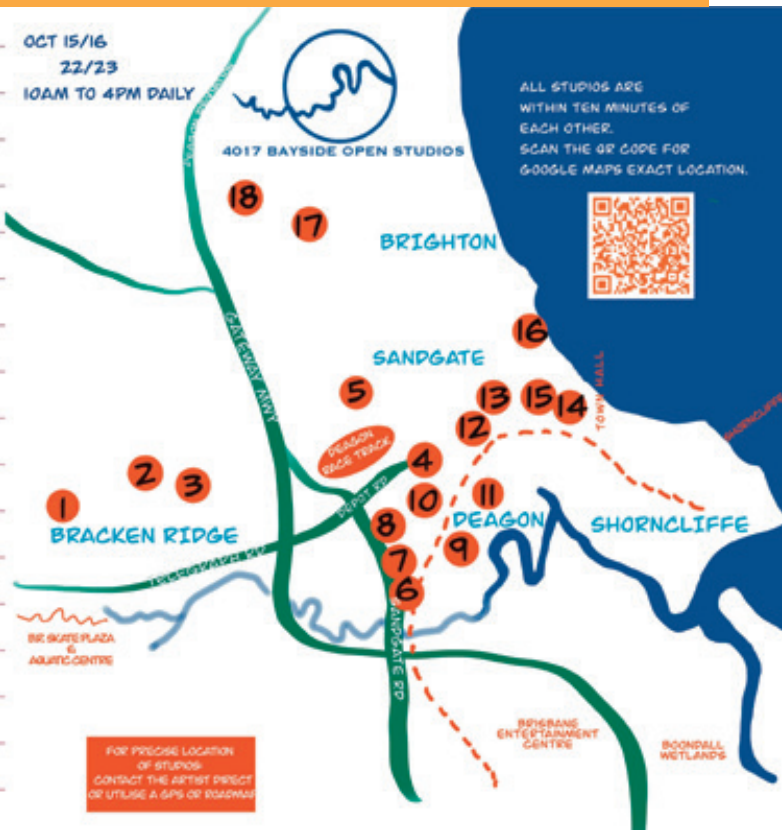 OCT 15/16
22/23
10AM TO 4PM DAILY
4017 BAYSIDE OPEN STUDIOS
ALL STUDIOS ARE
WITHIN TEN MINUTES OF
EACH OTHER.
SCAN THE QR CODE FOR
GOOGLE MAPS EXACT LOCATION.
18
17
BRIGHTON
GATEWAY MWY
16
SANDGATE
TOWN HALL
5
13
15
14
12
SHORNCLIFFE
DEAGON
RACE TRACK
4
2
3
1
DEPOT RD
10
11
8
DEAGON
SHORNCLIFFE
BRACKEN RIDGE
9
7
TELEGRAPH RD
6
SANDGATE RD
BR SKATE PLAZA
&
AQUATIC CENTRE
BRISBANE
ENTERTAINMENT
CENTRE
BOONDALL
WETLANDS
FOR PRECISE LOCATION
OF STUDIOS:
CONTACT THE ARTIST DIRECT
OR UTILISE A GPS OR ROADMAP